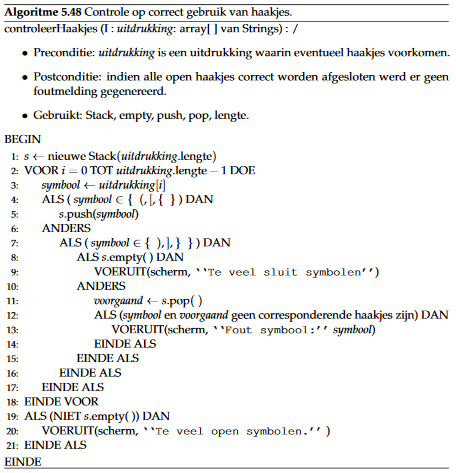 Algoritme 5.48 Controle op correct gebruik van haakjes.
controleerHaakjes (I : uitdrukking: array[ ] van Strings) : /
• Preconditie: uitdrukking is een uitdrukking waarin eventueel haakjes voorkomen.
• Postconditie: indien alle open haakjes correct worden afgesloten werd er geen
foutmelding gegenereerd.
• Gebruikt: Stack, empty, push, pop, lengte.
BEGIN
1: s ← nieuwe Stack(uitdrukking.lengte)
2: VOOR i = 0 TOT uitdrukking.lengte − 1 DOE
3: symbool ← uitdrukking[i]
4: ALS ( symbool ∈ { (, [, { } ) DAN
5: s.push(symbool)
6: ANDERS
7: ALS ( symbool ∈ { ), ], } } ) DAN
8: ALS s.empty( ) DAN
9: VOERUIT(scherm, ‘‘Te veel sluit symbolen’’)
10: ANDERS
11: voorgaand ← s.pop( )
12: ALS (symbool en voorgaand geen corresponderende haakjes zijn) DAN
13: VOERUIT(scherm, ‘‘Fout symbool:’’ symbool)
14: EINDE ALS
15: EINDE ALS
16: EINDE ALS
17: EINDE ALS
18: EINDE VOOR
19: ALS (NIET s.empty( )) DAN
20: VOERUIT(scherm, ‘‘Te veel open symbolen.’’ )
21: EINDE ALS
EINDE